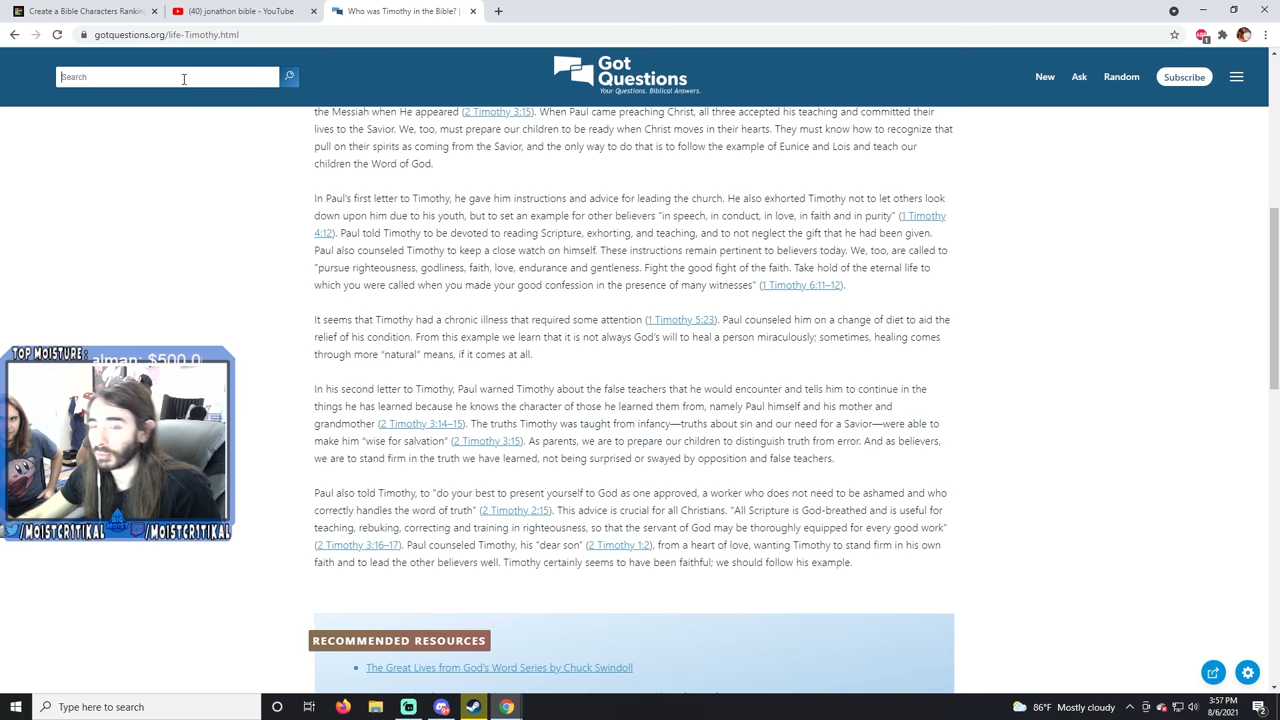 Create a Bible Characters Ranking
(40) jonathon bible - YouTube
Who was Timothy in the Bible? |
gotquestions.org/life-Timothy.html
Search
Got
Questions
Your Questions. Biblical Answers.
New Ask Random Subscribe
the Messiah when He appeared (2 Timothy 3:15). When Paul came preaching Christ, all three accepted his teaching and committed their
lives to the Savior. We, too, must prepare our children to be ready when Christ moves in their hearts. They must know how to recognize that
pull on their spirits as coming from the Savior, and the only way to do that is to follow the example of Eunice and Lois and teach our
children the Word of God.
In Paul's first letter to Timothy, he gave him instructions and advice for leading the church. He also exhorted Timothy not to let others look
down upon him due to his youth, but to set an example for other believers "in speech, in conduct, in love, in faith and in purity" (1 Timothy
4:12). Paul told Timothy to be devoted to reading Scripture, exhorting, and teaching, and to not neglect the gift that he had been given.
Paul also counseled Timothy to keep a close watch on himself. These instructions remain pertinent to believers today. We, too, are called to
"pursue righteousness, godliness, faith, love, endurance and gentleness. Fight the good fight of the faith. Take hold of the eternal life to
which you were called when you made your good confession in the presence of many witnesses" (1 Timothy 6:11–12).
It seems that Timothy had a chronic illness that required some attention (1 Timothy 5:23). Paul counseled him on a change of diet to aid the
relief of his condition. From this example we learn that it is not always God's will to heal a person miraculously; sometimes, healing comes
through more "natural" means, if it comes at all.
TOP MOISTURE:
alman: $500.0
In his second letter to Timothy, Paul warned Timothy about the false teachers that he would encounter and tells him to continue in the
things he has learned because he knows the character of those he learned them from, namely Paul himself and his mother and
grandmother (2 Timothy 3:14–15). The truths Timothy was taught from infancy—truths about sin and our need for a Savior—were able to
make him "wise for salvation" (2 Timothy 3:15). As parents, we are to prepare our children to distinguish truth from error. And as believers,
we are to stand firm in the truth we have learned, not being surprised or swayed by opposition and false teachers.
Paul also told Timothy, to "do your best to present yourself to God as one approved, a worker who does not need to be ashamed and who
correctly handles the word of truth" (2 Timothy 2:15). This advice is crucial for all Christians. "All Scripture is God-breathed and is useful for
teaching, rebuking, correcting and training in righteousness, so that the servant of God may be thoroughly equipped for every good work"
(2 Timothy 3:16–17). Paul counseled Timothy, his "dear son" (2 Timothy 1:2), from a heart of love, wanting Timothy to stand firm in his own
faith and to lead the other believers well. Timothy certainly seems to have been faithful; we should follow his example.
BIG
MOIST
/MOISTCR1TIKAL /MOISTCR1TIKAL
RECOMMENDED RESOURCES
The Great Lives from God's Word Series by Chuck Swindoll
Type here to search
86°F Mostly cloudy
3:57 PM
8/6/2021
2